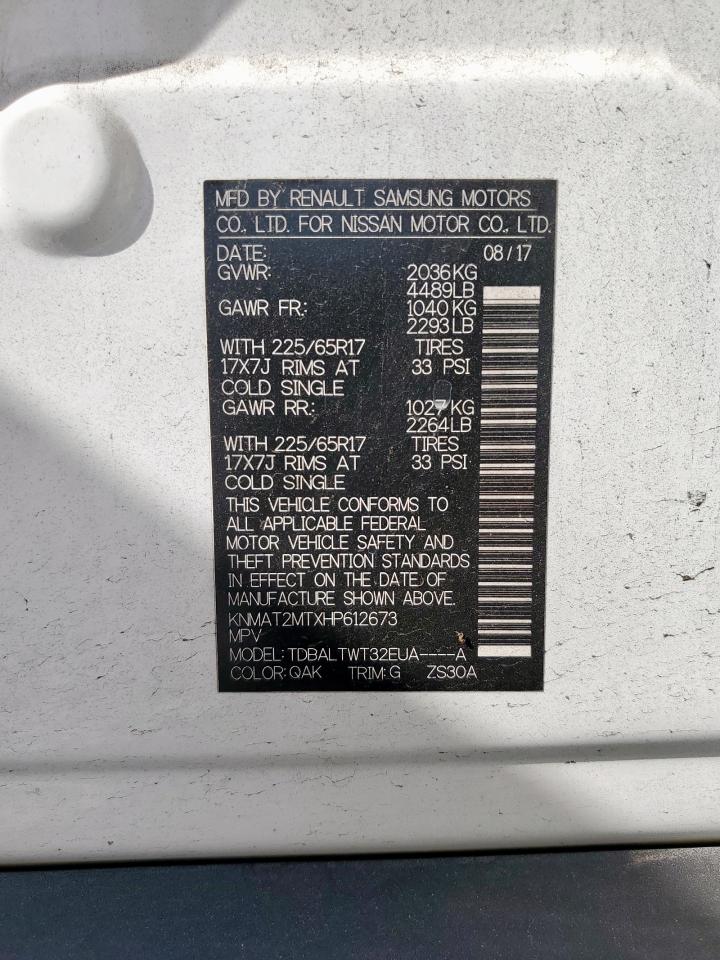 MFD BY RENAULT SAMSUNG MOTORS
CO., LTD. FOR NISSAN MOTOR CO., LTD.
DATE: 08/17
GVWR: 2036KG
4489LB
GAWR FR: 1040KG
2293LB
WITH 225/65R17 TIRES
17X7J RIMS AT 33 PSI
COLD SINGLE
GAWR RR: 1027KG
2264LB
WITH 225/65R17 TIRES
17X7J RIMS AT 33 PSI
COLD SINGLE
THIS VEHICLE CONFORMS TO
ALL APPLICABLE FEDERAL
MOTOR VEHICLE SAFETY AND
THEFT PREVENTION STANDARDS
IN EFFECT ON THE DATE OF
MANUFACTURE SHOWN ABOVE.
KNMAT2MTXHP612673
MPV
MODEL: TDBALTWT32EUA----A
COLOR: QAK TRIM: G ZS30A